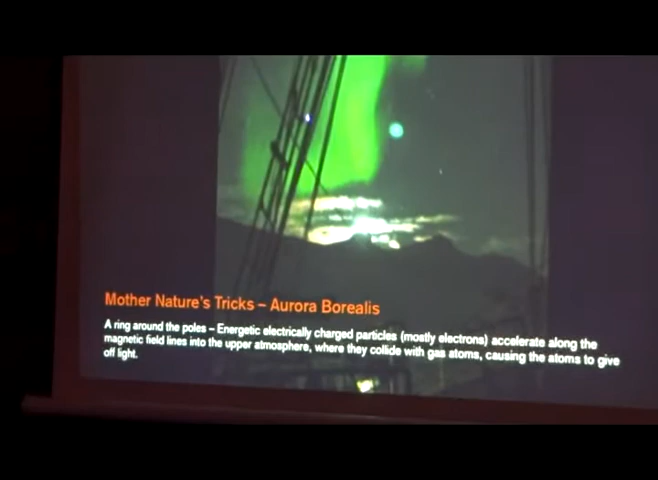 Mother Nature's Tricks – Aurora Borealis
A ring around the poles – Energetic electrically charged particles (mostly electrons) accelerate along the
magnetic field lines into the upper atmosphere, where they collide with gas atoms, causing the atoms to give
off light.